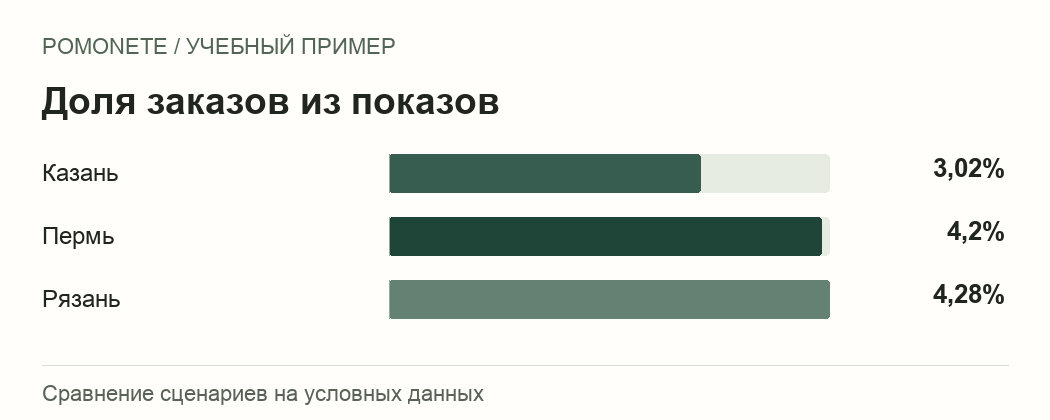 POMONETE / УЧЕБНЫЙ ПРИМЕР
Доля заказов из показов
Казань 3,02%
Пермь 4,2%
Рязань 4,28%
Сравнение сценариев на условных данных